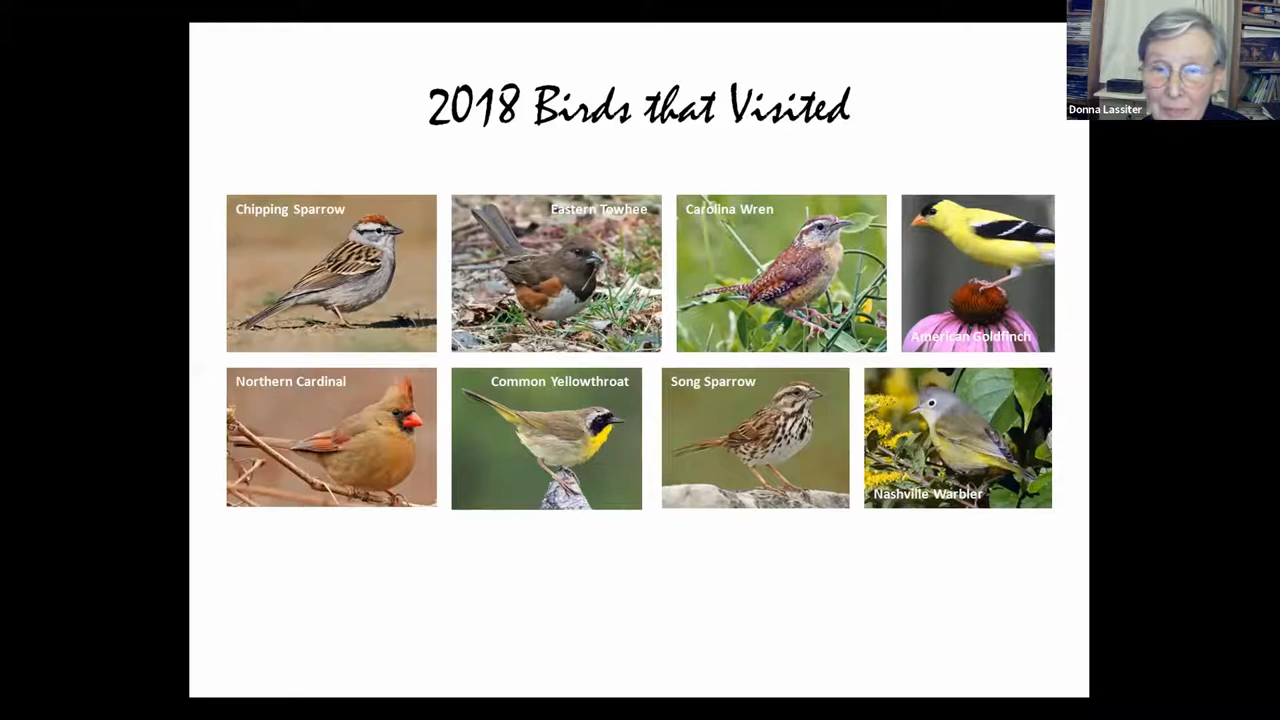 2018 Birds that Visited
Donna Lassiter
Chipping Sparrow
Eastern Towhee
Carolina Wren
American Goldfinch
Northern Cardinal
Common Yellowthroat
Song Sparrow
Nashville Warbler